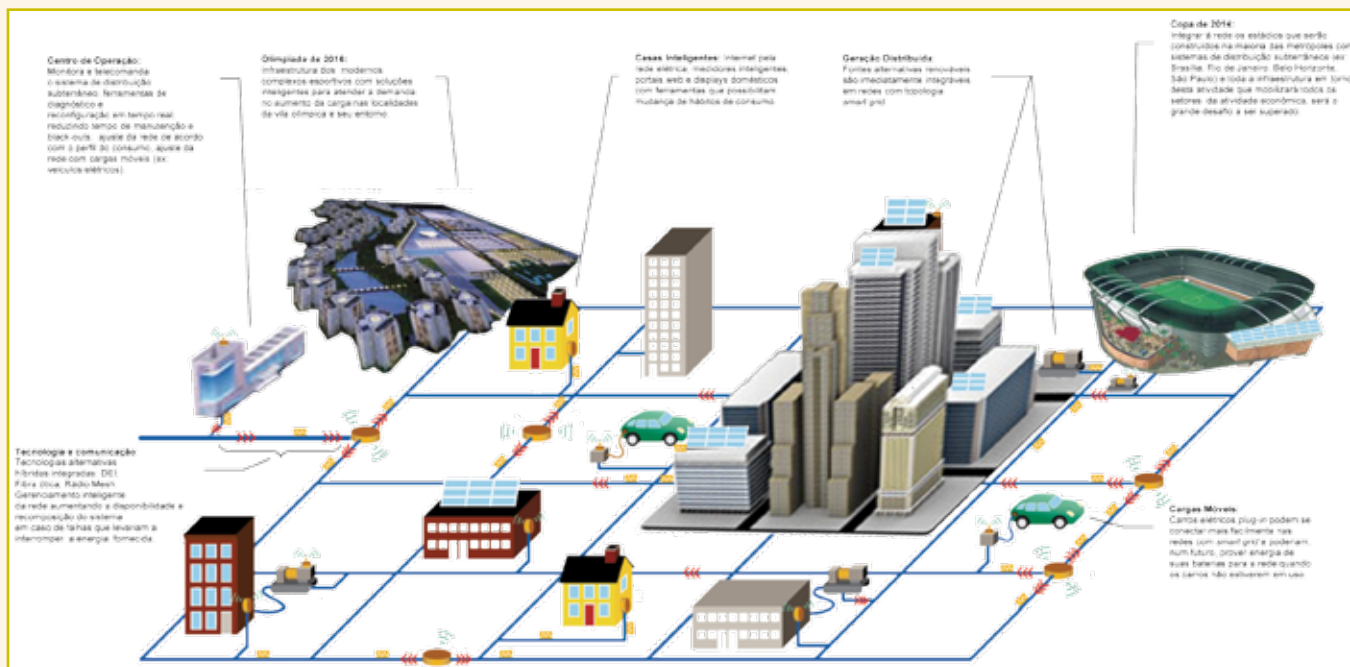 Centro de Operação:
Monitora e telecomanda
o sistema de distribuição
subterrâneo, ferramentas de
diagnóstico e
reconfiguração em tempo real
reduzindo tempo de manutenção e
black-outs, ajuste da rede de acordo
com o perfil do consumo, ajuste da
rede com cargas móveis (ex:
veículos elétricos)
Olimpíada de 2016:
Infraestrutura dos modernos
complexos esportivos com soluções
inteligentes para atender a demanda
no aumento da carga nas localidades
da vila olímpica e seu entorno
Casas Inteligentes: Internet pela
rede elétrica, medidores inteligentes,
portais web e displays domésticos
com ferramentas que possibilitam
mudança de hábitos de consumo
Geração Distribuída:
Fontes alternativas renováveis
são imediatamente integráveis
em redes com topologia
smart grid
Copa de 2014:
Integrar à rede os estádios que serão
construídos na maioria das metrópoles com
sistemas de distribuição subterrânea (ex:
Brasília, Rio de Janeiro, Belo Horizonte,
São Paulo) e toda a infraestrutura em torno
desta atividade que mobilizará todos os
setores da atividade econômica, será o
grande desafio a ser superado
Tecnologia e comunicação
Tecnologias alternativas
híbridas integradas
Fibra ótica, Rádio Mesh
Gerenciamento inteligente
da rede aumentando a disponibilidade e
recomposição do sistema
em caso de falhas que levariam a
interromper a energia fornecida
Cargas Móveis:
Carros elétricos plug-in podem se
conectar mais facilmente nas
redes com smart grid e poderiam,
num futuro, prover energia de
suas baterias para a rede quando
os carros não estiverem em uso